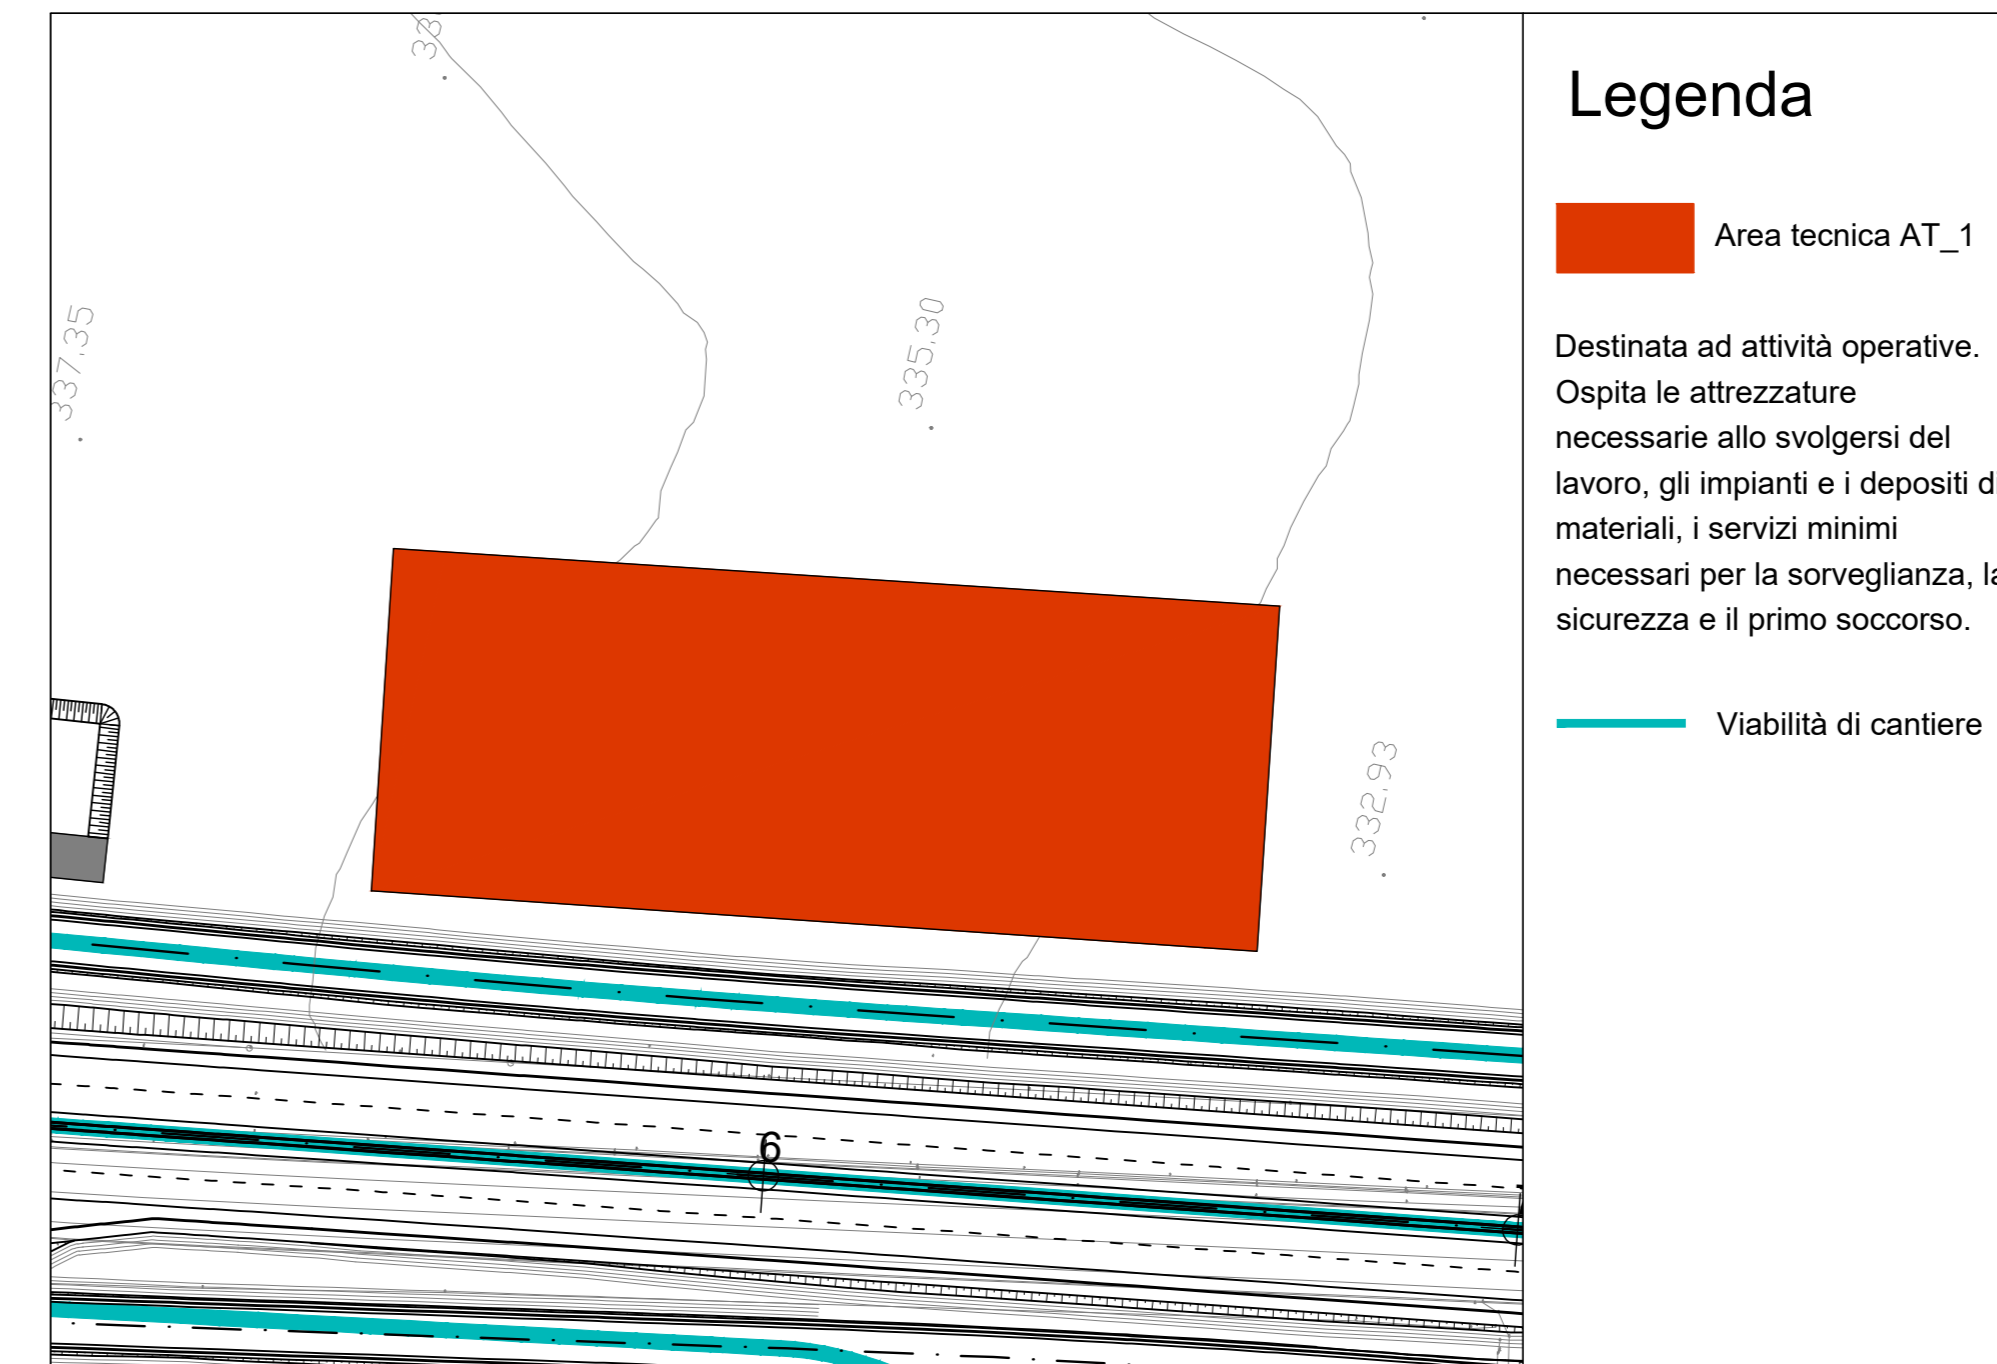 337.35
335.30
332.93
6
Legenda
Area tecnica AT_1
Destinata ad attività operative.
Ospita le attrezzature
necessarie allo svolgersi del
lavoro, gli impianti e i depositi di
materiali, i servizi minimi
necessari per la sorveglianza, la
sicurezza e il primo soccorso.
Viabilità di cantiere